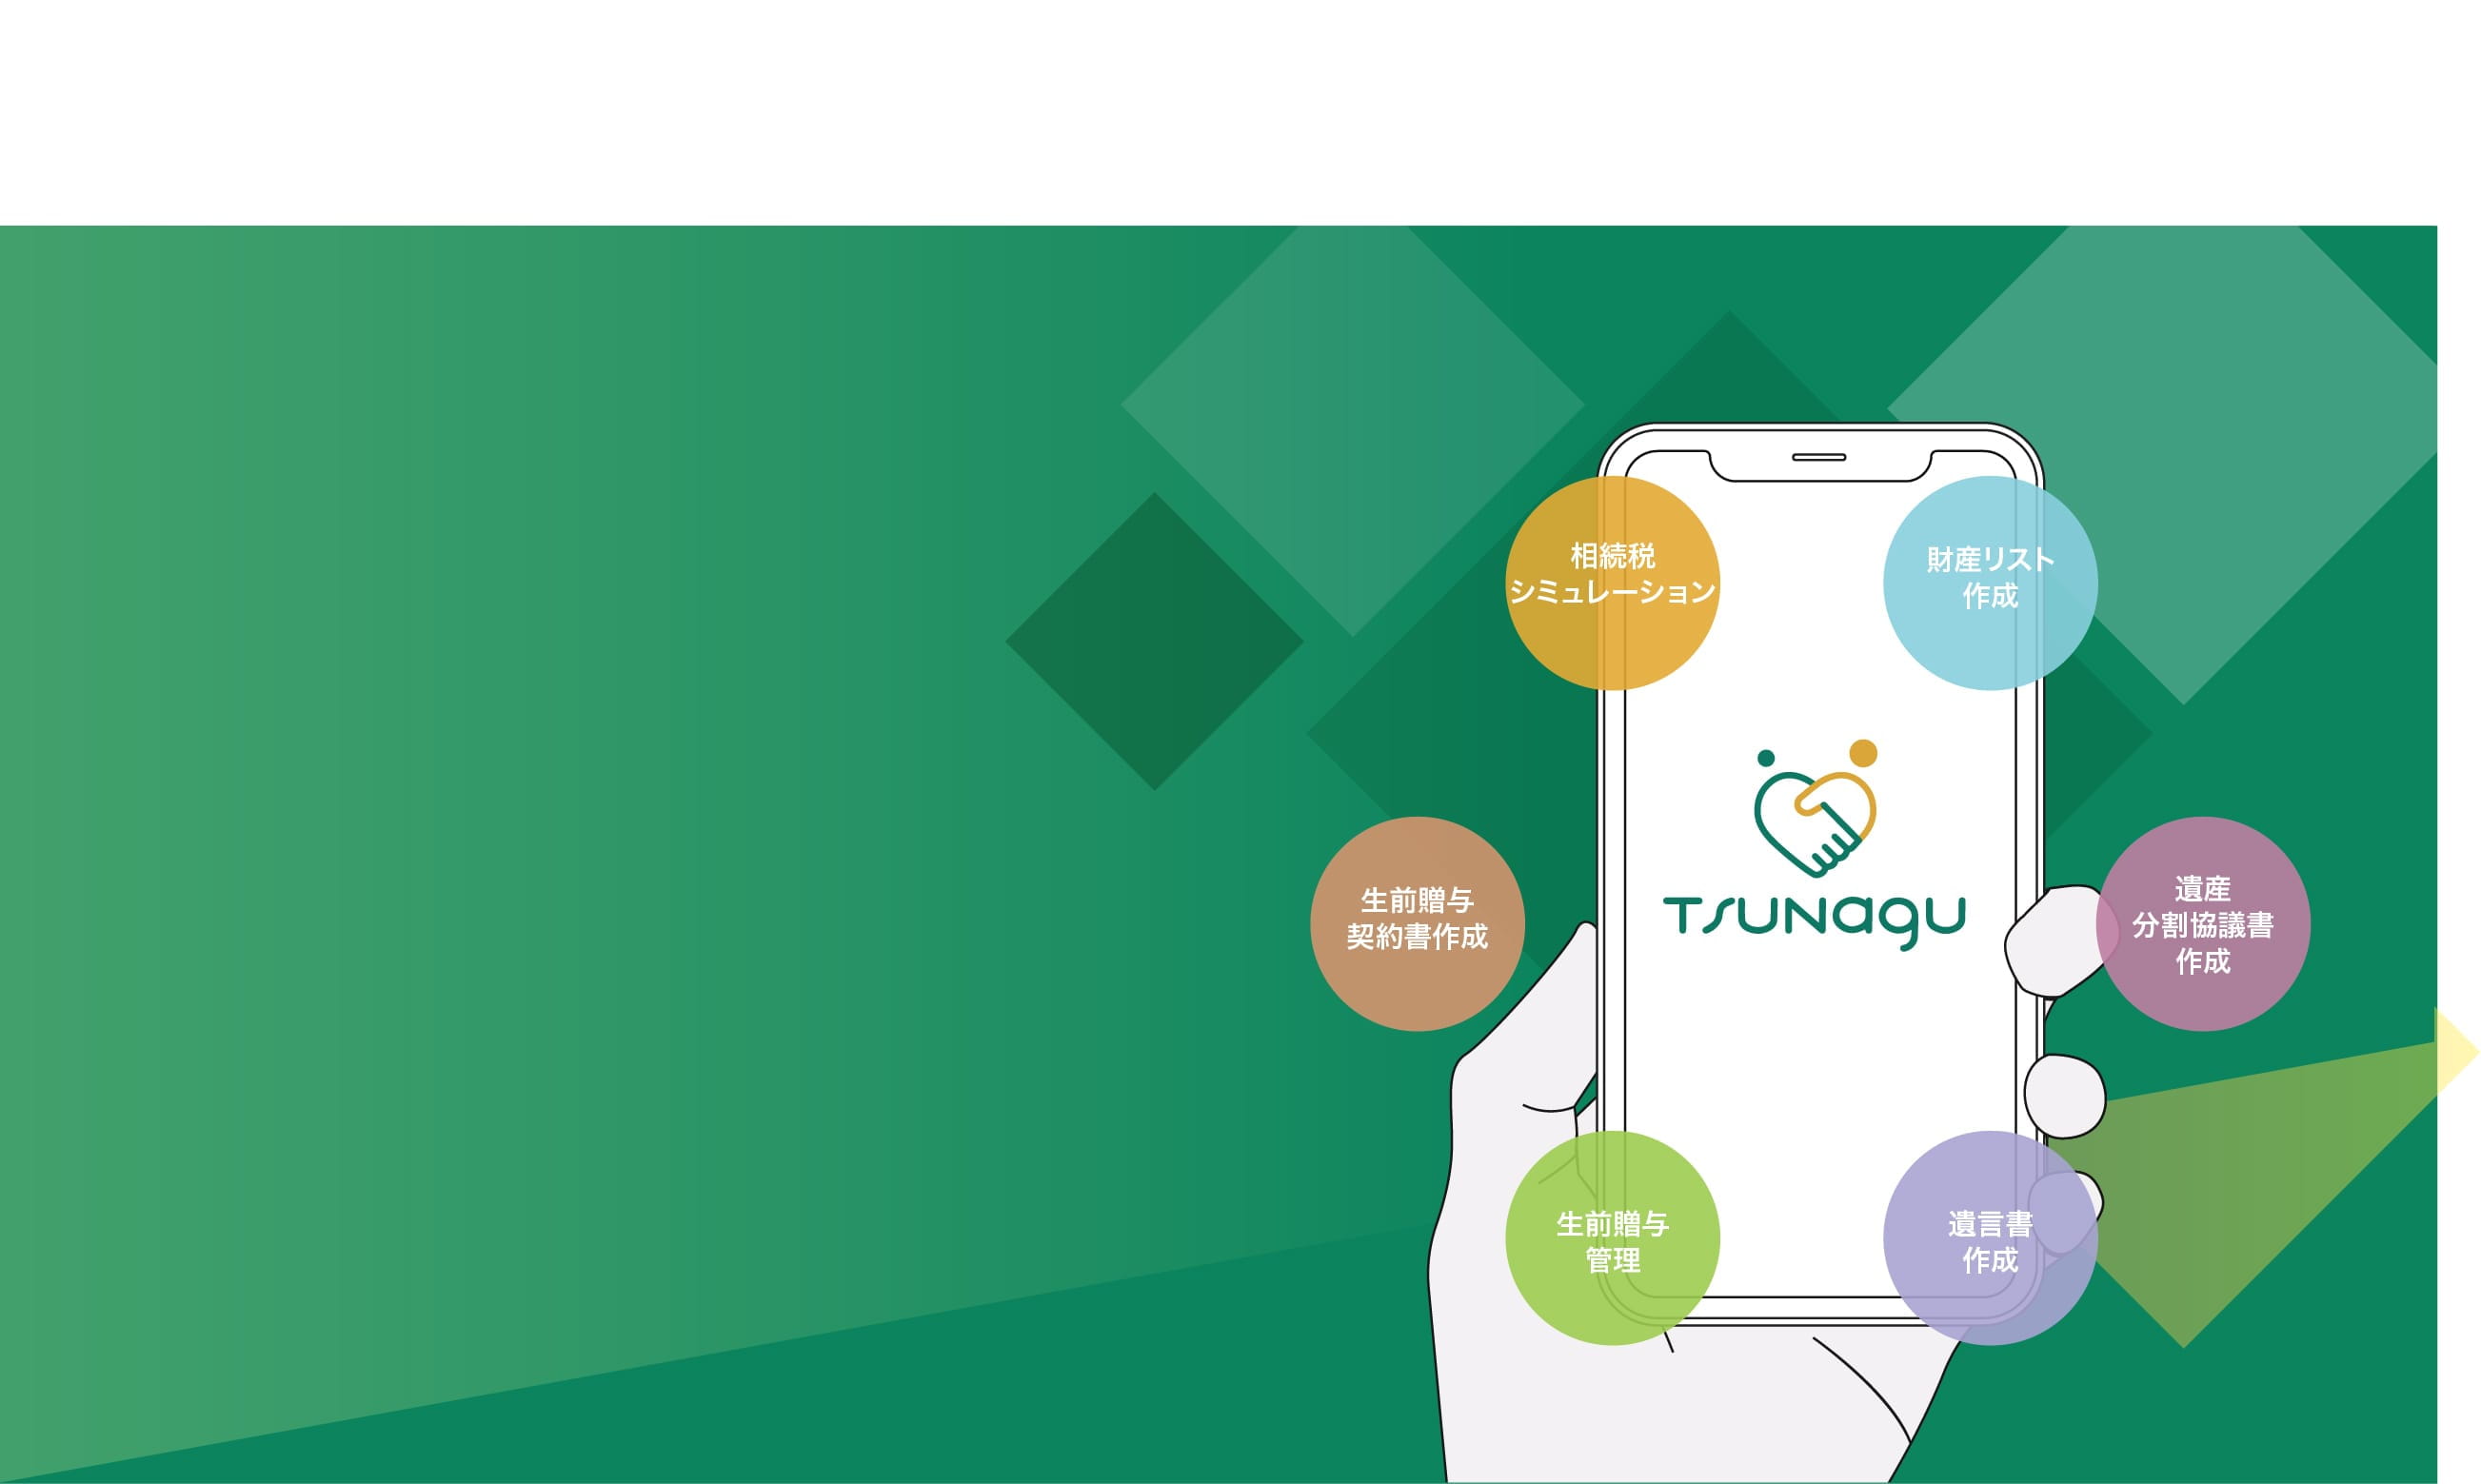 相続税
シミュレーション
財産リスト
作成
生前贈与
契約書作成
TSUNagu
遺産
分割協議書
作成
生前贈与
管理
遺言書
作成